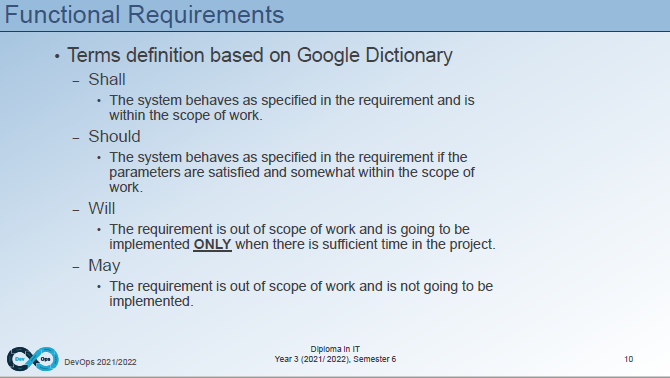 Functional Requirements
• Terms definition based on Google Dictionary
– Shall
• The system behaves as specified in the requirement and is
within the scope of work.
– Should
• The system behaves as specified in the requirement if the
parameters are satisfied and somewhat within the scope of
work.
– Will
• The requirement is out of scope of work and is going to be
implemented ONLY when there is sufficient time in the project.
– May
• The requirement is out of scope of work and is not going to be
implemented.
Dev Ops
DevOps 2021/2022
Diploma in IT
Year 3 (2021/ 2022), Semester 6
10